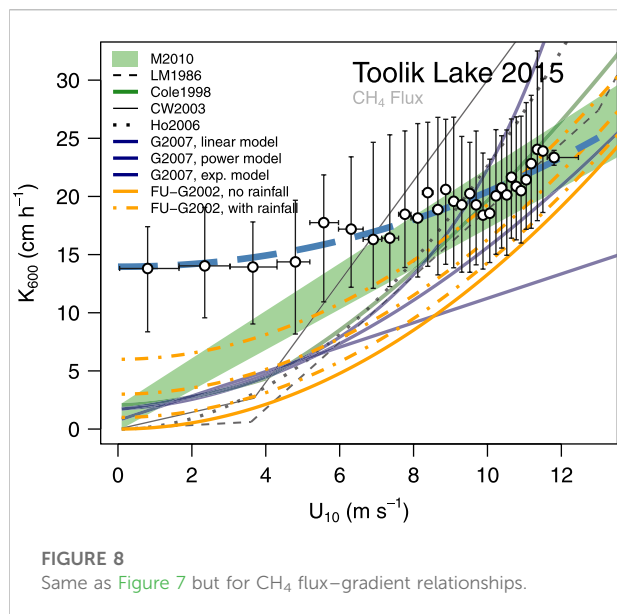 M2010
LM1986
Cole1998
CW2003
Ho2006
G2007, linear model
G2007, power model
G2007, exp. model
FU−G2002, no rainfall
FU−G2002, with rainfall
Toolik Lake 2015
CH₄ Flux
30
25
20
15
10
5
0
K₆₀₀ (cm h⁻¹)
0 2 4 6 8 10 12
U₁₀ (m s⁻¹)
FIGURE 8
Same as Figure 7 but for CH₄ flux–gradient relationships.